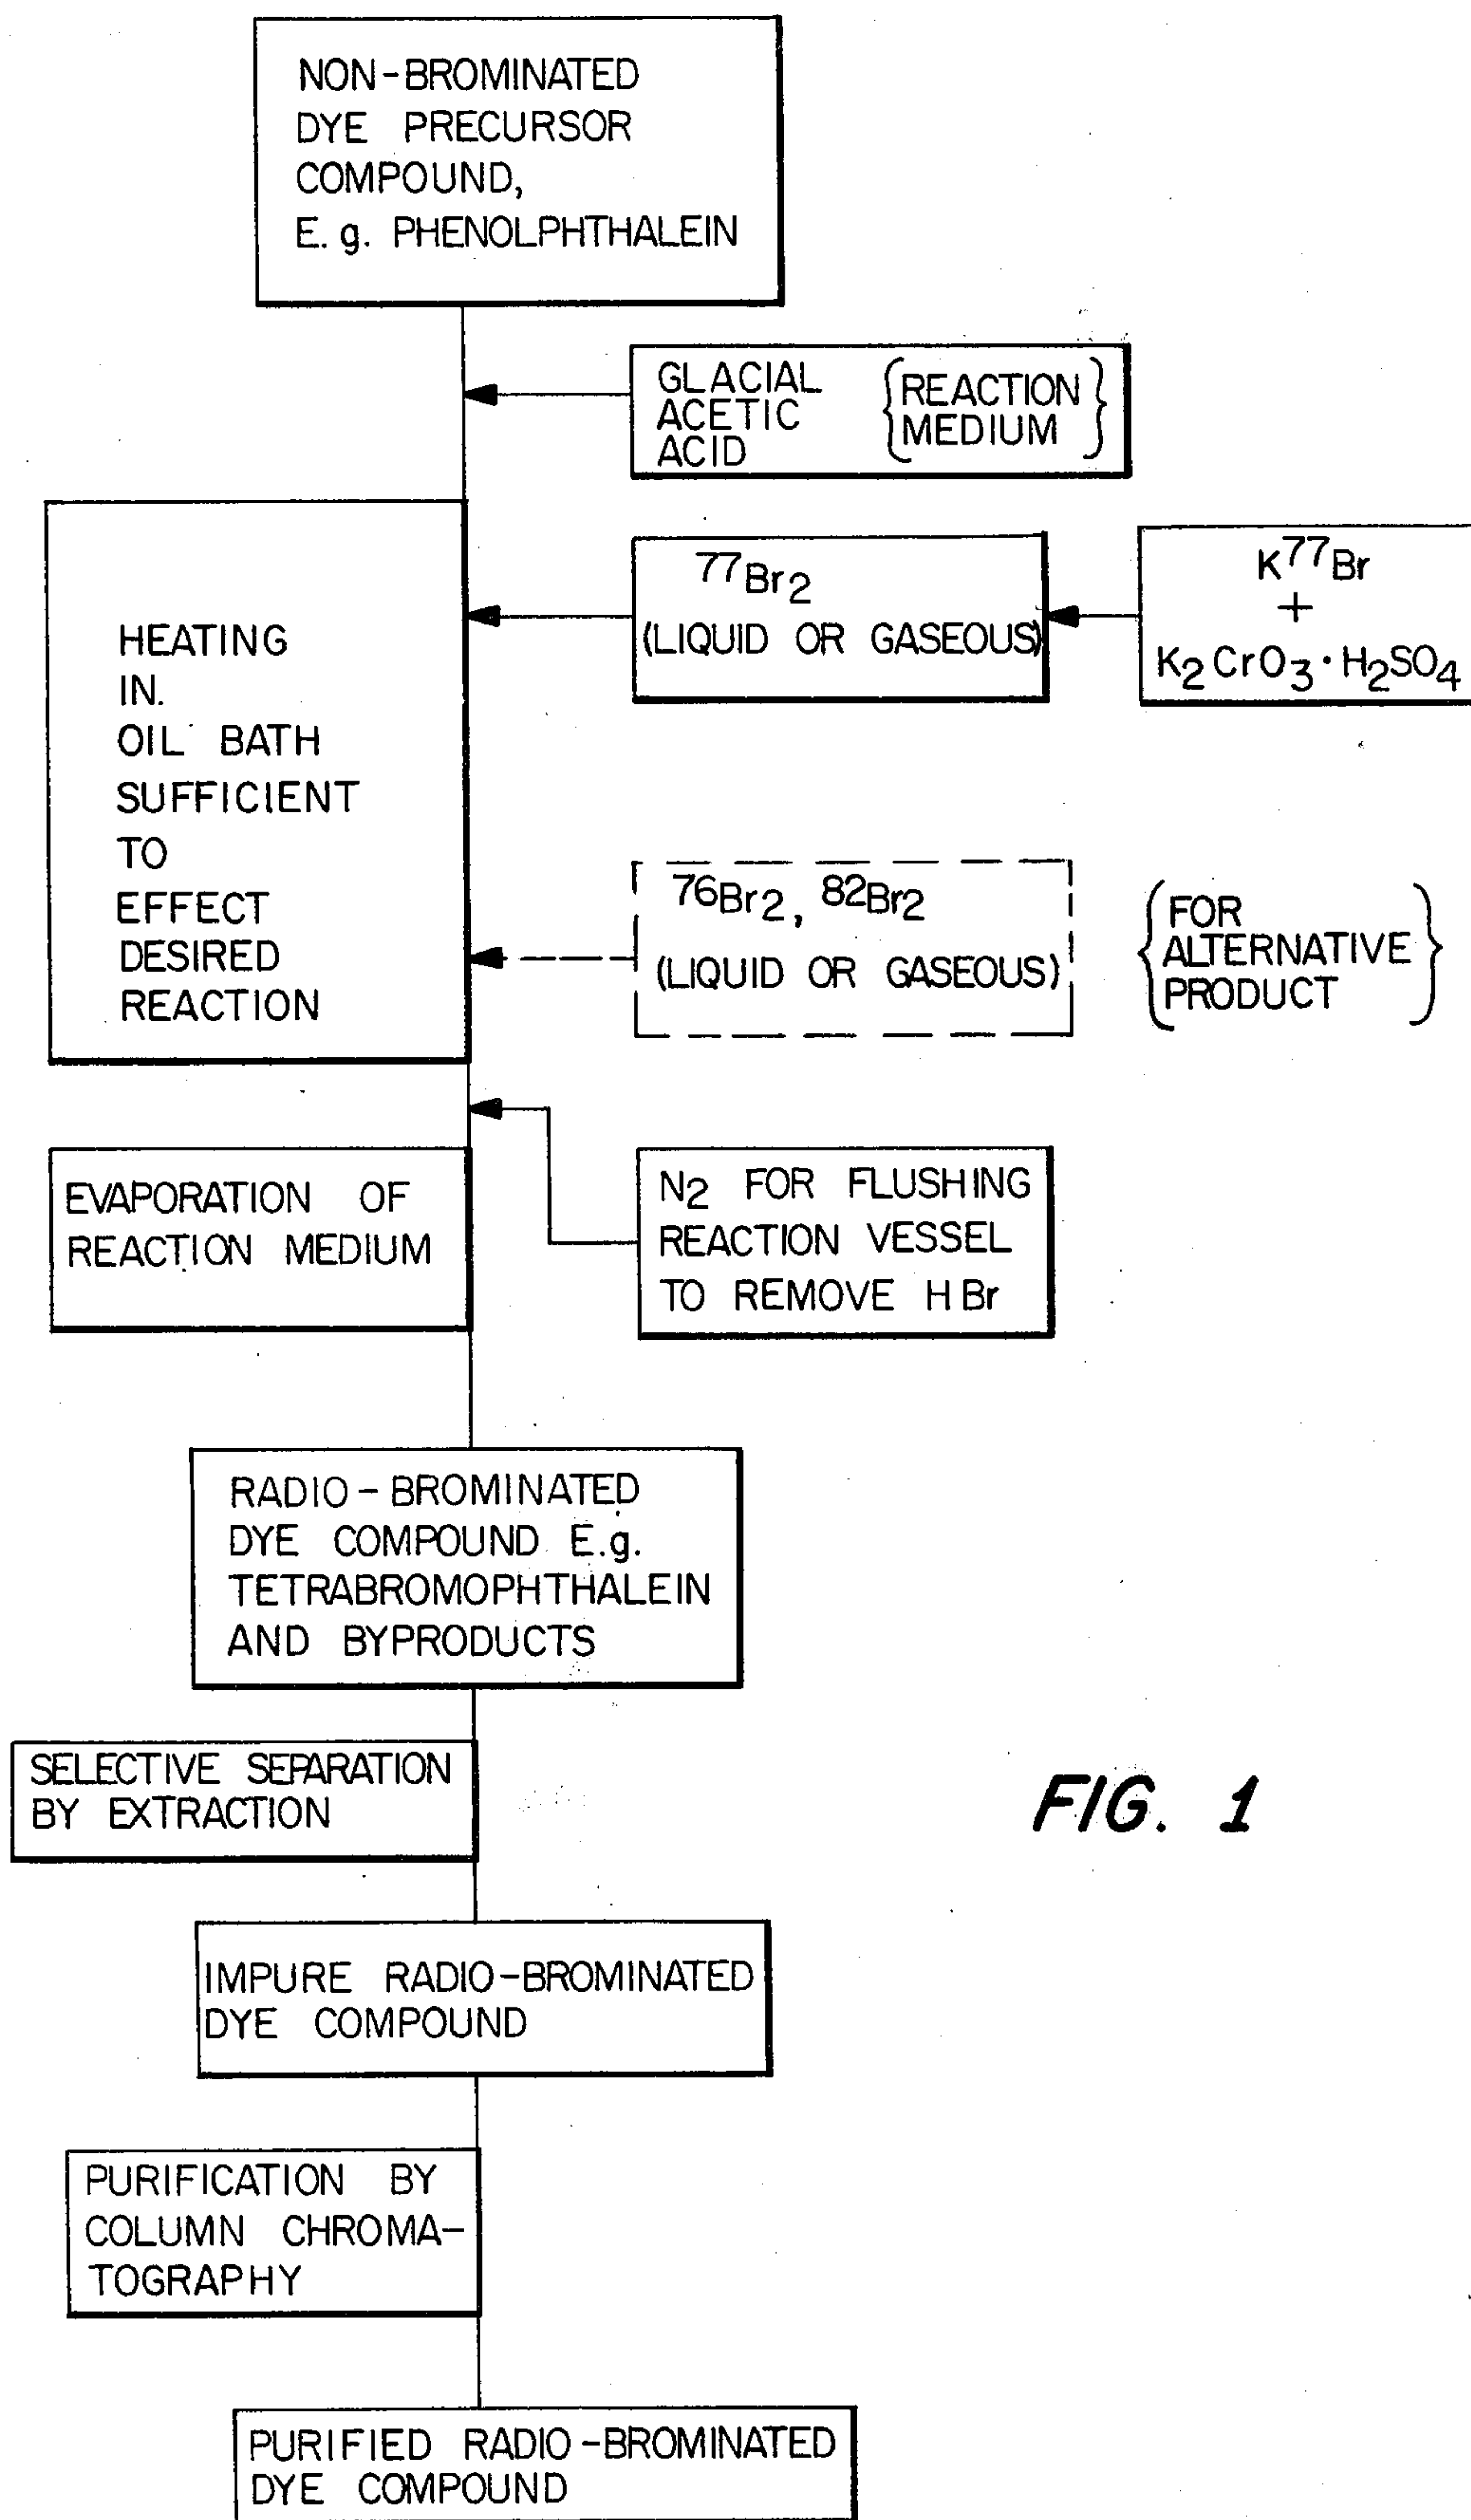 NON-BROMINATED
DYE PRECURSOR
COMPOUND,
E.g. PHENOLPHTHALEIN
GLACIAL
ACETIC
ACID
{REACTION
MEDIUM}
77Br2
(LIQUID OR GASEOUS)
K77Br
+
K2CrO3·H2SO4
HEATING
IN.
OIL BATH
SUFFICIENT
TO
EFFECT
DESIRED
REACTION
76Br2, 82Br2
(LIQUID OR GASEOUS)
{FOR
ALTERNATIVE
PRODUCT}
EVAPORATION OF
REACTION MEDIUM
N2 FOR FLUSHING
REACTION VESSEL
TO REMOVE HBr
RADIO-BROMINATED
DYE COMPOUND E.g.
TETRABROMOPHTHALEIN
AND BYPRODUCTS
SELECTIVE SEPARATION
BY EXTRACTION
FIG. 1
IMPURE RADIO-BROMINATED
DYE COMPOUND
PURIFICATION BY
COLUMN CHROMA-
TOGRAPHY
PURIFIED RADIO-BROMINATED
DYE COMPOUND